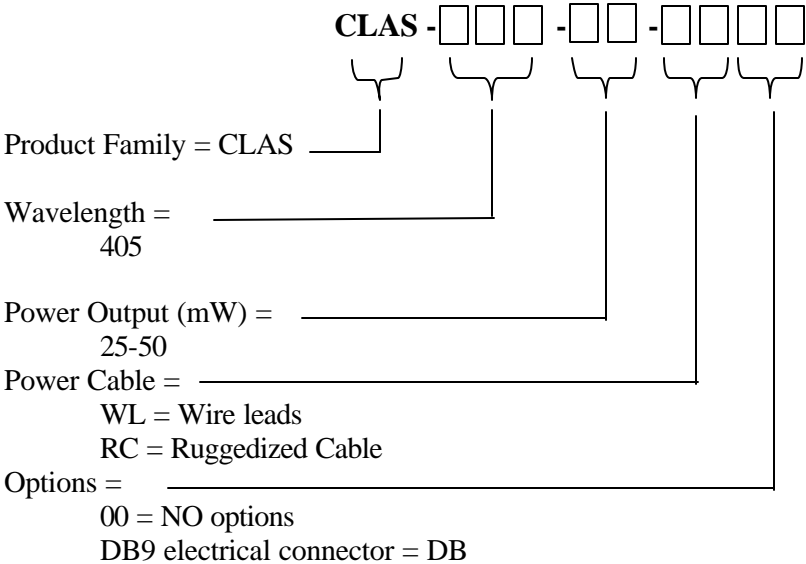 CLAS -□□□ -□□ -□□□□
Product Family = CLAS
Wavelength =
405
Power Output (mW) =
25-50
Power Cable =
WL = Wire leads
RC = Ruggedized Cable
Options =
00 = NO options
DB9 electrical connector = DB